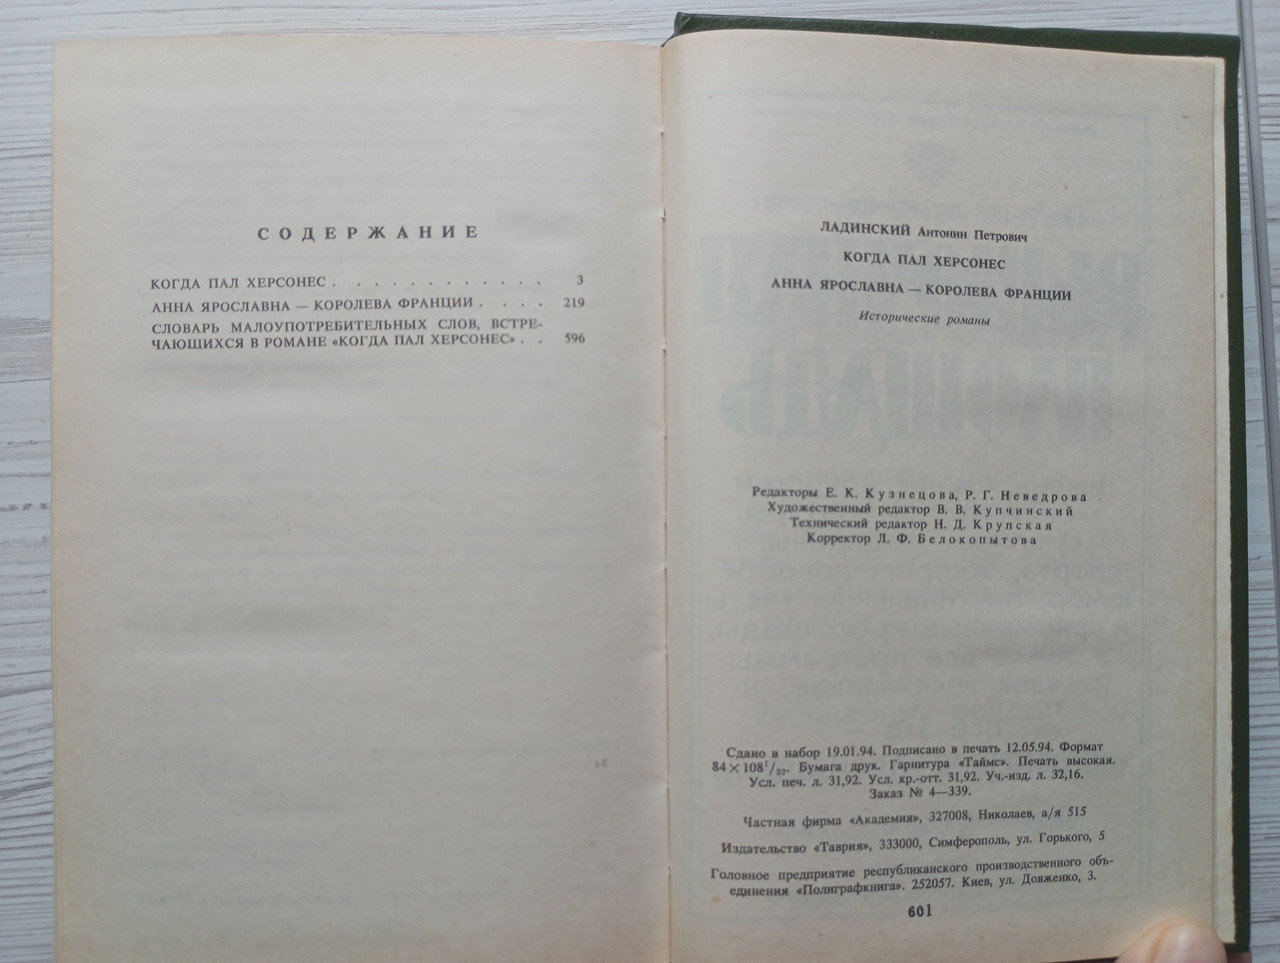 СОДЕРЖАНИЕ
КОГДА ПАЛ ХЕРСОНЕС . . . . . . . . . . . . 3
АННА ЯРОСЛАВНА — КОРОЛЕВА ФРАНЦИИ . . . . 219
СЛОВАРЬ МАЛОУПОТРЕБИТЕЛЬНЫХ СЛОВ, ВСТРЕ-
ЧАЮЩИХСЯ В РОМАНЕ «КОГДА ПАЛ ХЕРСОНЕС» . . 596
ЛАДИНСКИЙ Антонин Петрович
КОГДА ПАЛ ХЕРСОНЕС
АННА ЯРОСЛАВНА — КОРОЛЕВА ФРАНЦИИ
Исторические романы
Редакторы Е. К. Кузнецова, Р. Г. Неведрова
Художественный редактор В. В. Купчинский
Технический редактор Н. Д. Крупская
Корректор Л. Ф. Белокопытова
Сдано в набор 19.01.94. Подписано в печать 12.05.94. Формат
84×108¹/₃₂. Бумага друк. Гарнитура «Таймс». Печать высокая.
Усл. печ. л. 31,92. Усл. кр.-отт. 31,92. Уч.-изд. л. 32,16.
Заказ № 4—339.
Частная фирма «Академия», 327008, Николаев, а/я 515
Издательство «Таврия», 333000, Симферополь, ул. Горького, 5
Головное предприятие республиканского производственного объ-
единения «Полиграфкнига». 252057. Киев, ул. Довженко, 3.
601